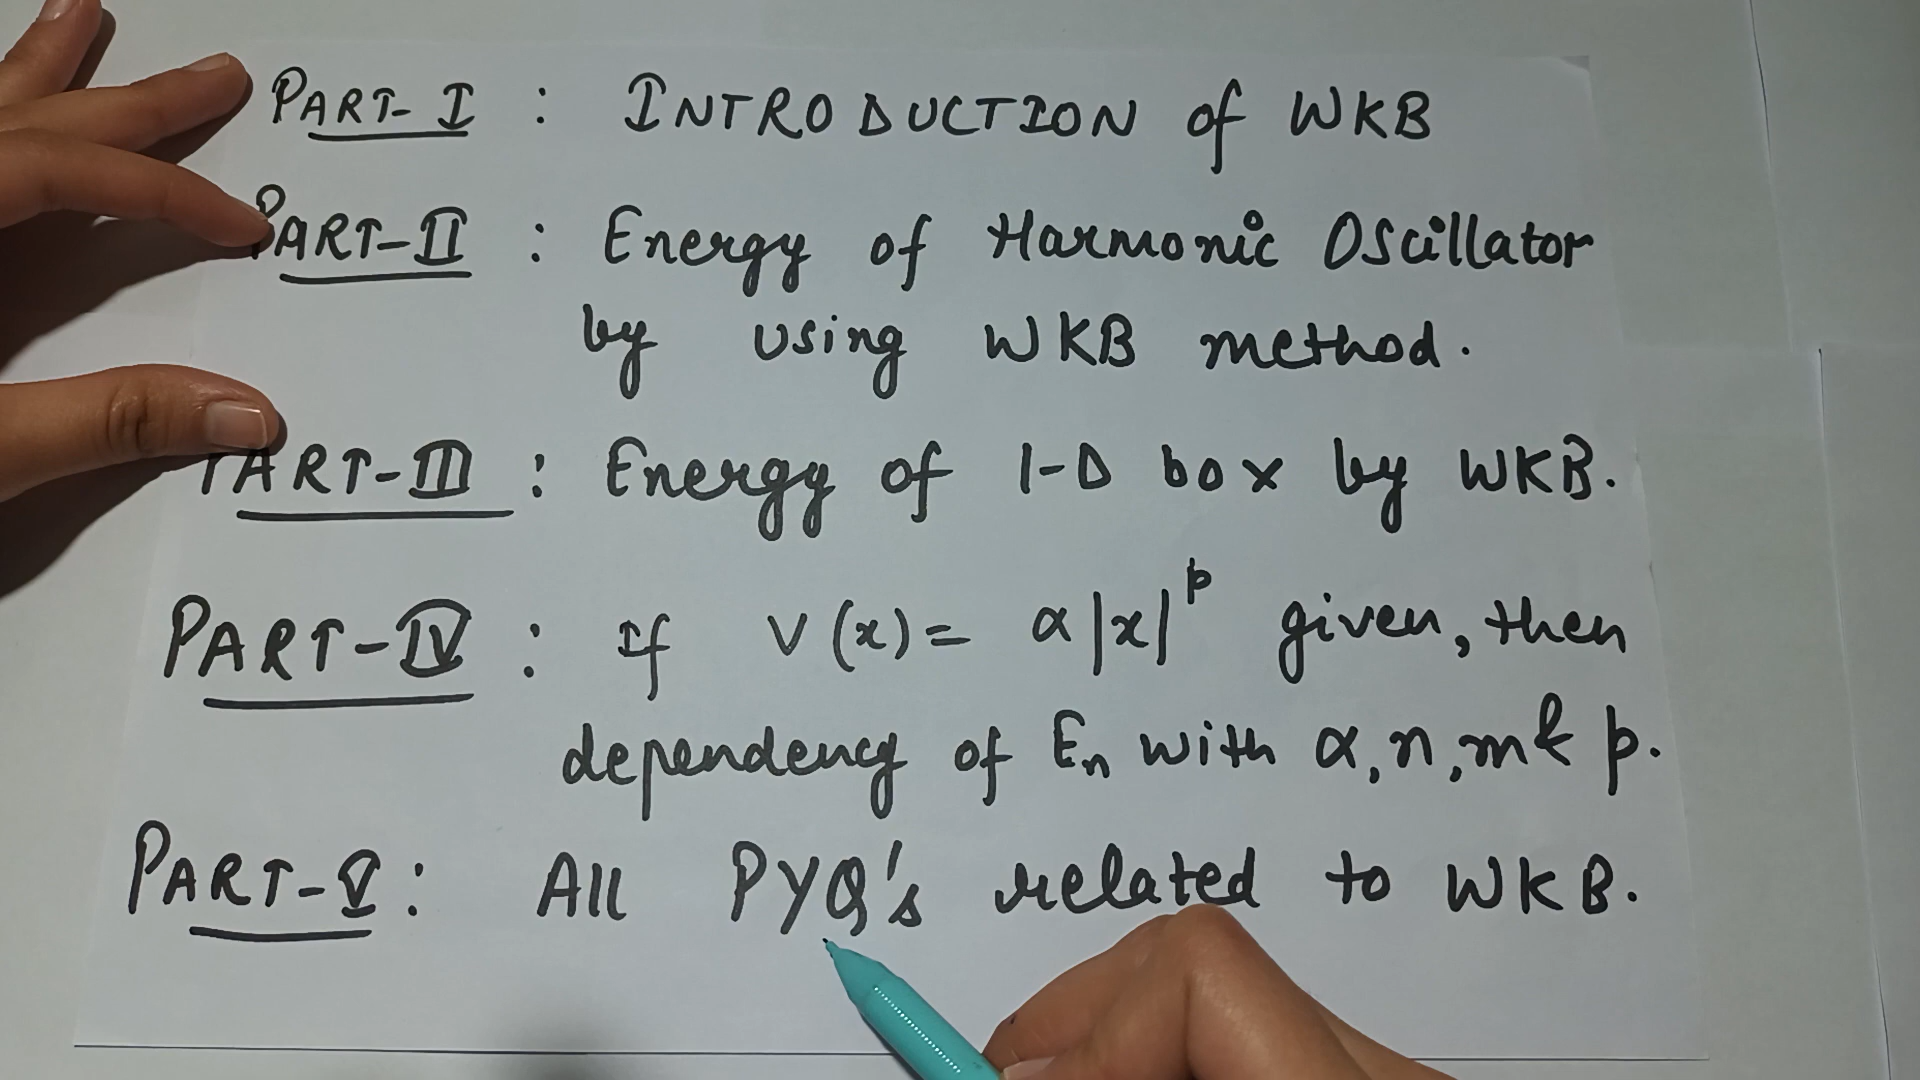 PART-I : INTRODUCTION of WKB
PART-II : Energy of Harmonic Oscillator
by using WKB method.
PART-III : Energy of 1-D box by WKB.
PART-IV : If V(x) = α|x|^p given, then
dependency of En with α, n, m & p.
PART-V : All PYQ's related to WKB.